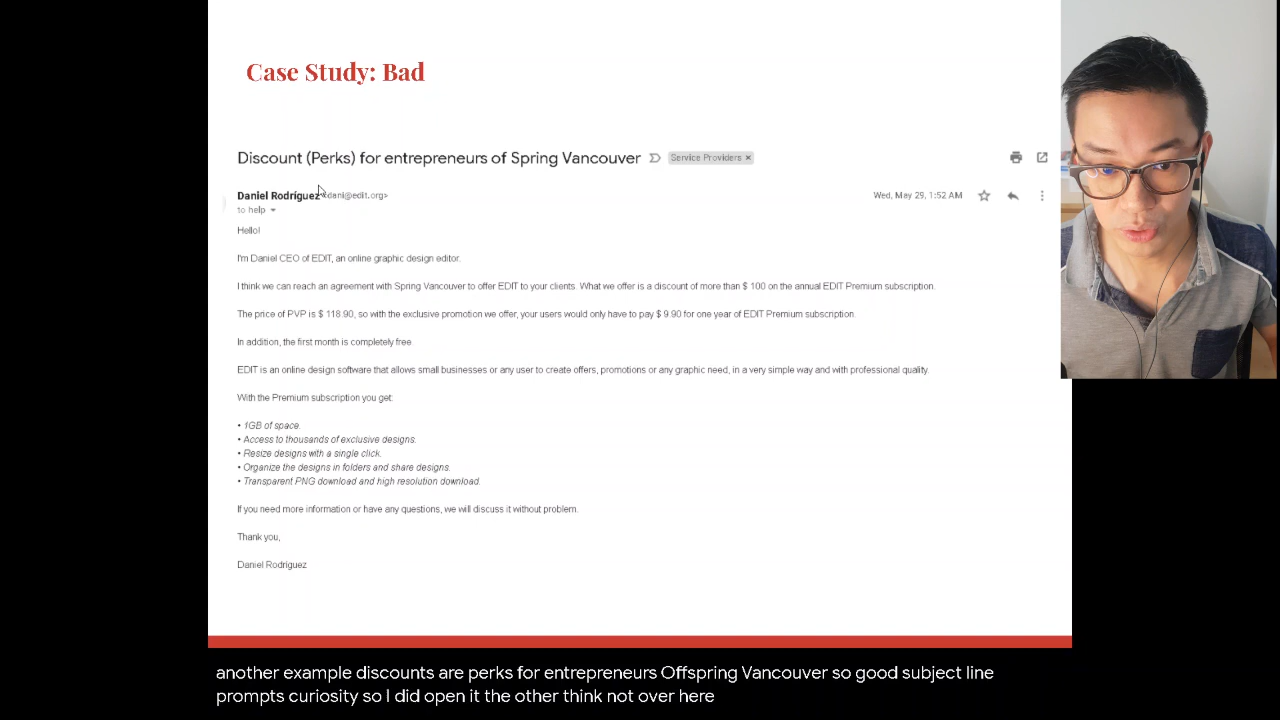 Case Study: Bad
Discount (Perks) for entrepreneurs of Spring Vancouver
Service Providers ×
Daniel Rodríguez <dani@edit.org>
Wed, May 29, 1:52 AM
to help
Hello!
I'm Daniel CEO of EDIT, an online graphic design editor.
I think we can reach an agreement with Spring Vancouver to offer EDIT to your clients. What we offer is a discount of more than $ 100 on the annual EDIT Premium subscription.
The price of PVP is $ 118.90, so with the exclusive promotion we offer, your users would only have to pay $ 9.90 for one year of EDIT Premium subscription.
In addition, the first month is completely free
EDIT is an online design software that allows small businesses or any user to create offers, promotions or any graphic need, in a very simple way and with professional quality.
With the Premium subscription you get:
• 1GB of space.
• Access to thousands of exclusive designs.
• Resize designs with a single click.
• Organize the designs in folders and share designs.
• Transparent PNG download and high resolution download.
If you need more information or have any questions, we will discuss it without problem.
Thank you,
Daniel Rodríguez
another example discounts are perks for entrepreneurs Offspring Vancouver so good subject line
prompts curiosity so I did open it the other think not over here